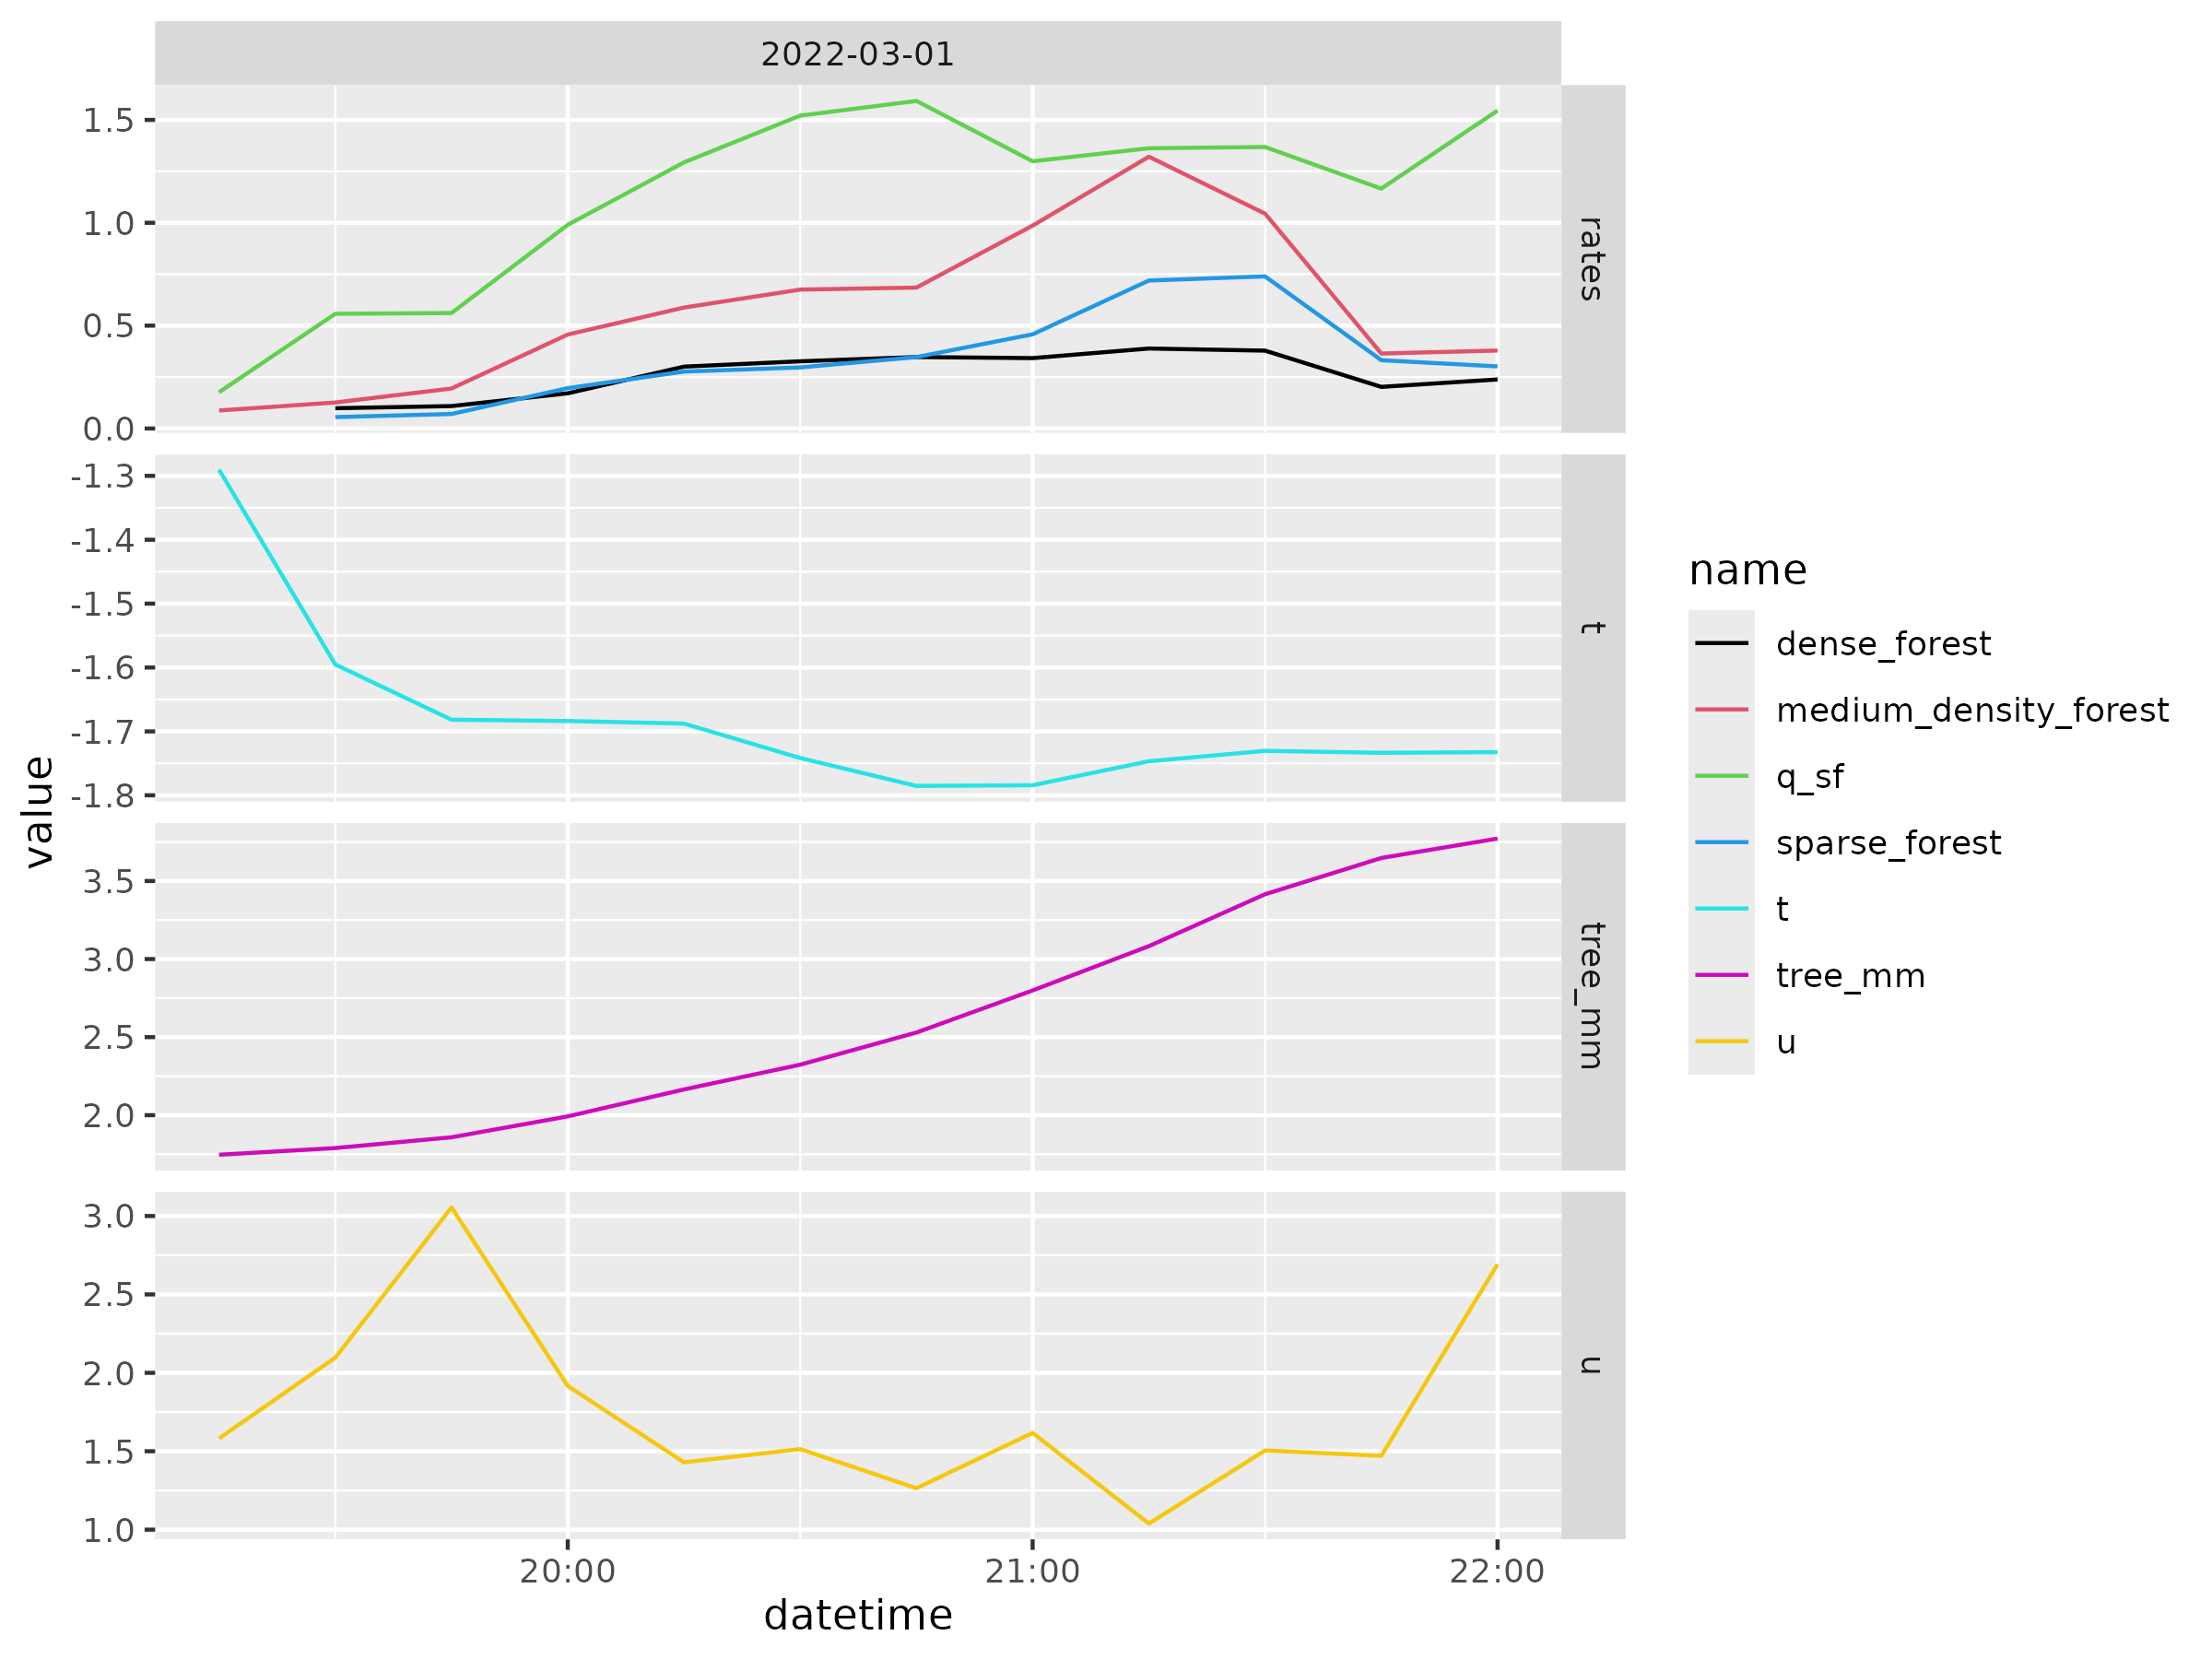 2022-03-01
1.5
1.0
0.5
0.0
rates
-1.3
-1.4
-1.5
-1.6
-1.7
-1.8
t
3.5
3.0
2.5
2.0
tree_mm
3.0
2.5
2.0
1.5
1.0
u
20:00
21:00
22:00
datetime
value
name
dense_forest
medium_density_forest
q_sf
sparse_forest
t
tree_mm
u